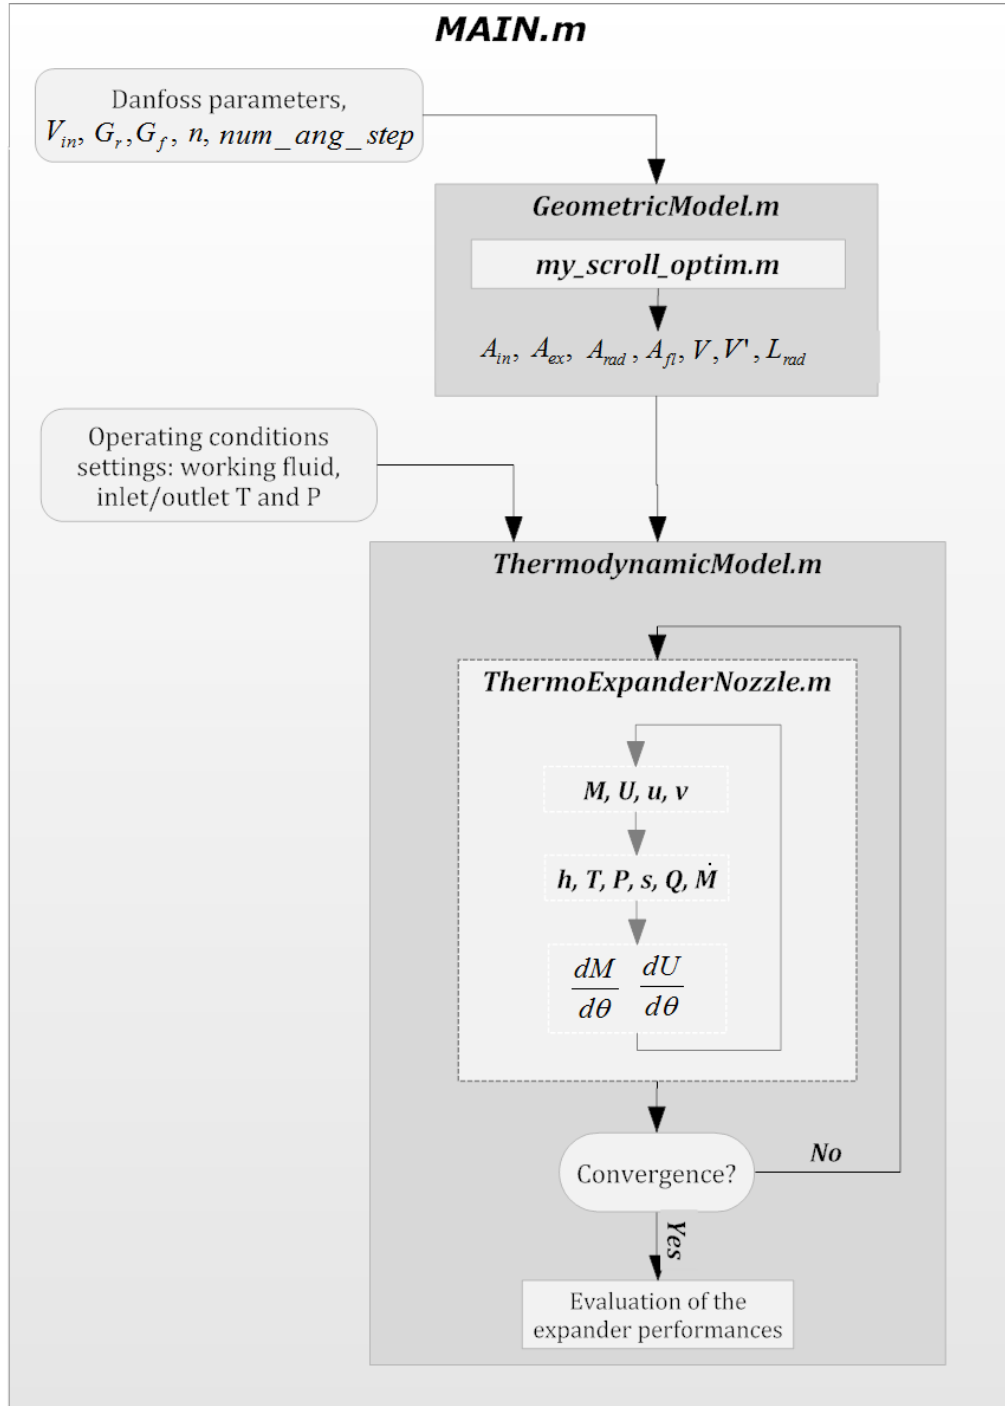 MAIN.m
Danfoss parameters,
V_in, G_r, G_f, n, num_ang_step
GeometricModel.m
my_scroll_optim.m
A_in, A_ex, A_rad, A_fl, V, V', L_rad
Operating conditions
settings: working fluid,
inlet/outlet T and P
ThermodynamicModel.m
ThermoExpanderNozzle.m
M, U, u, v
h, T, P, s, Q, Ṁ
dM/dθ dU/dθ
Convergence?
No
Yes
Evaluation of the
expander performances